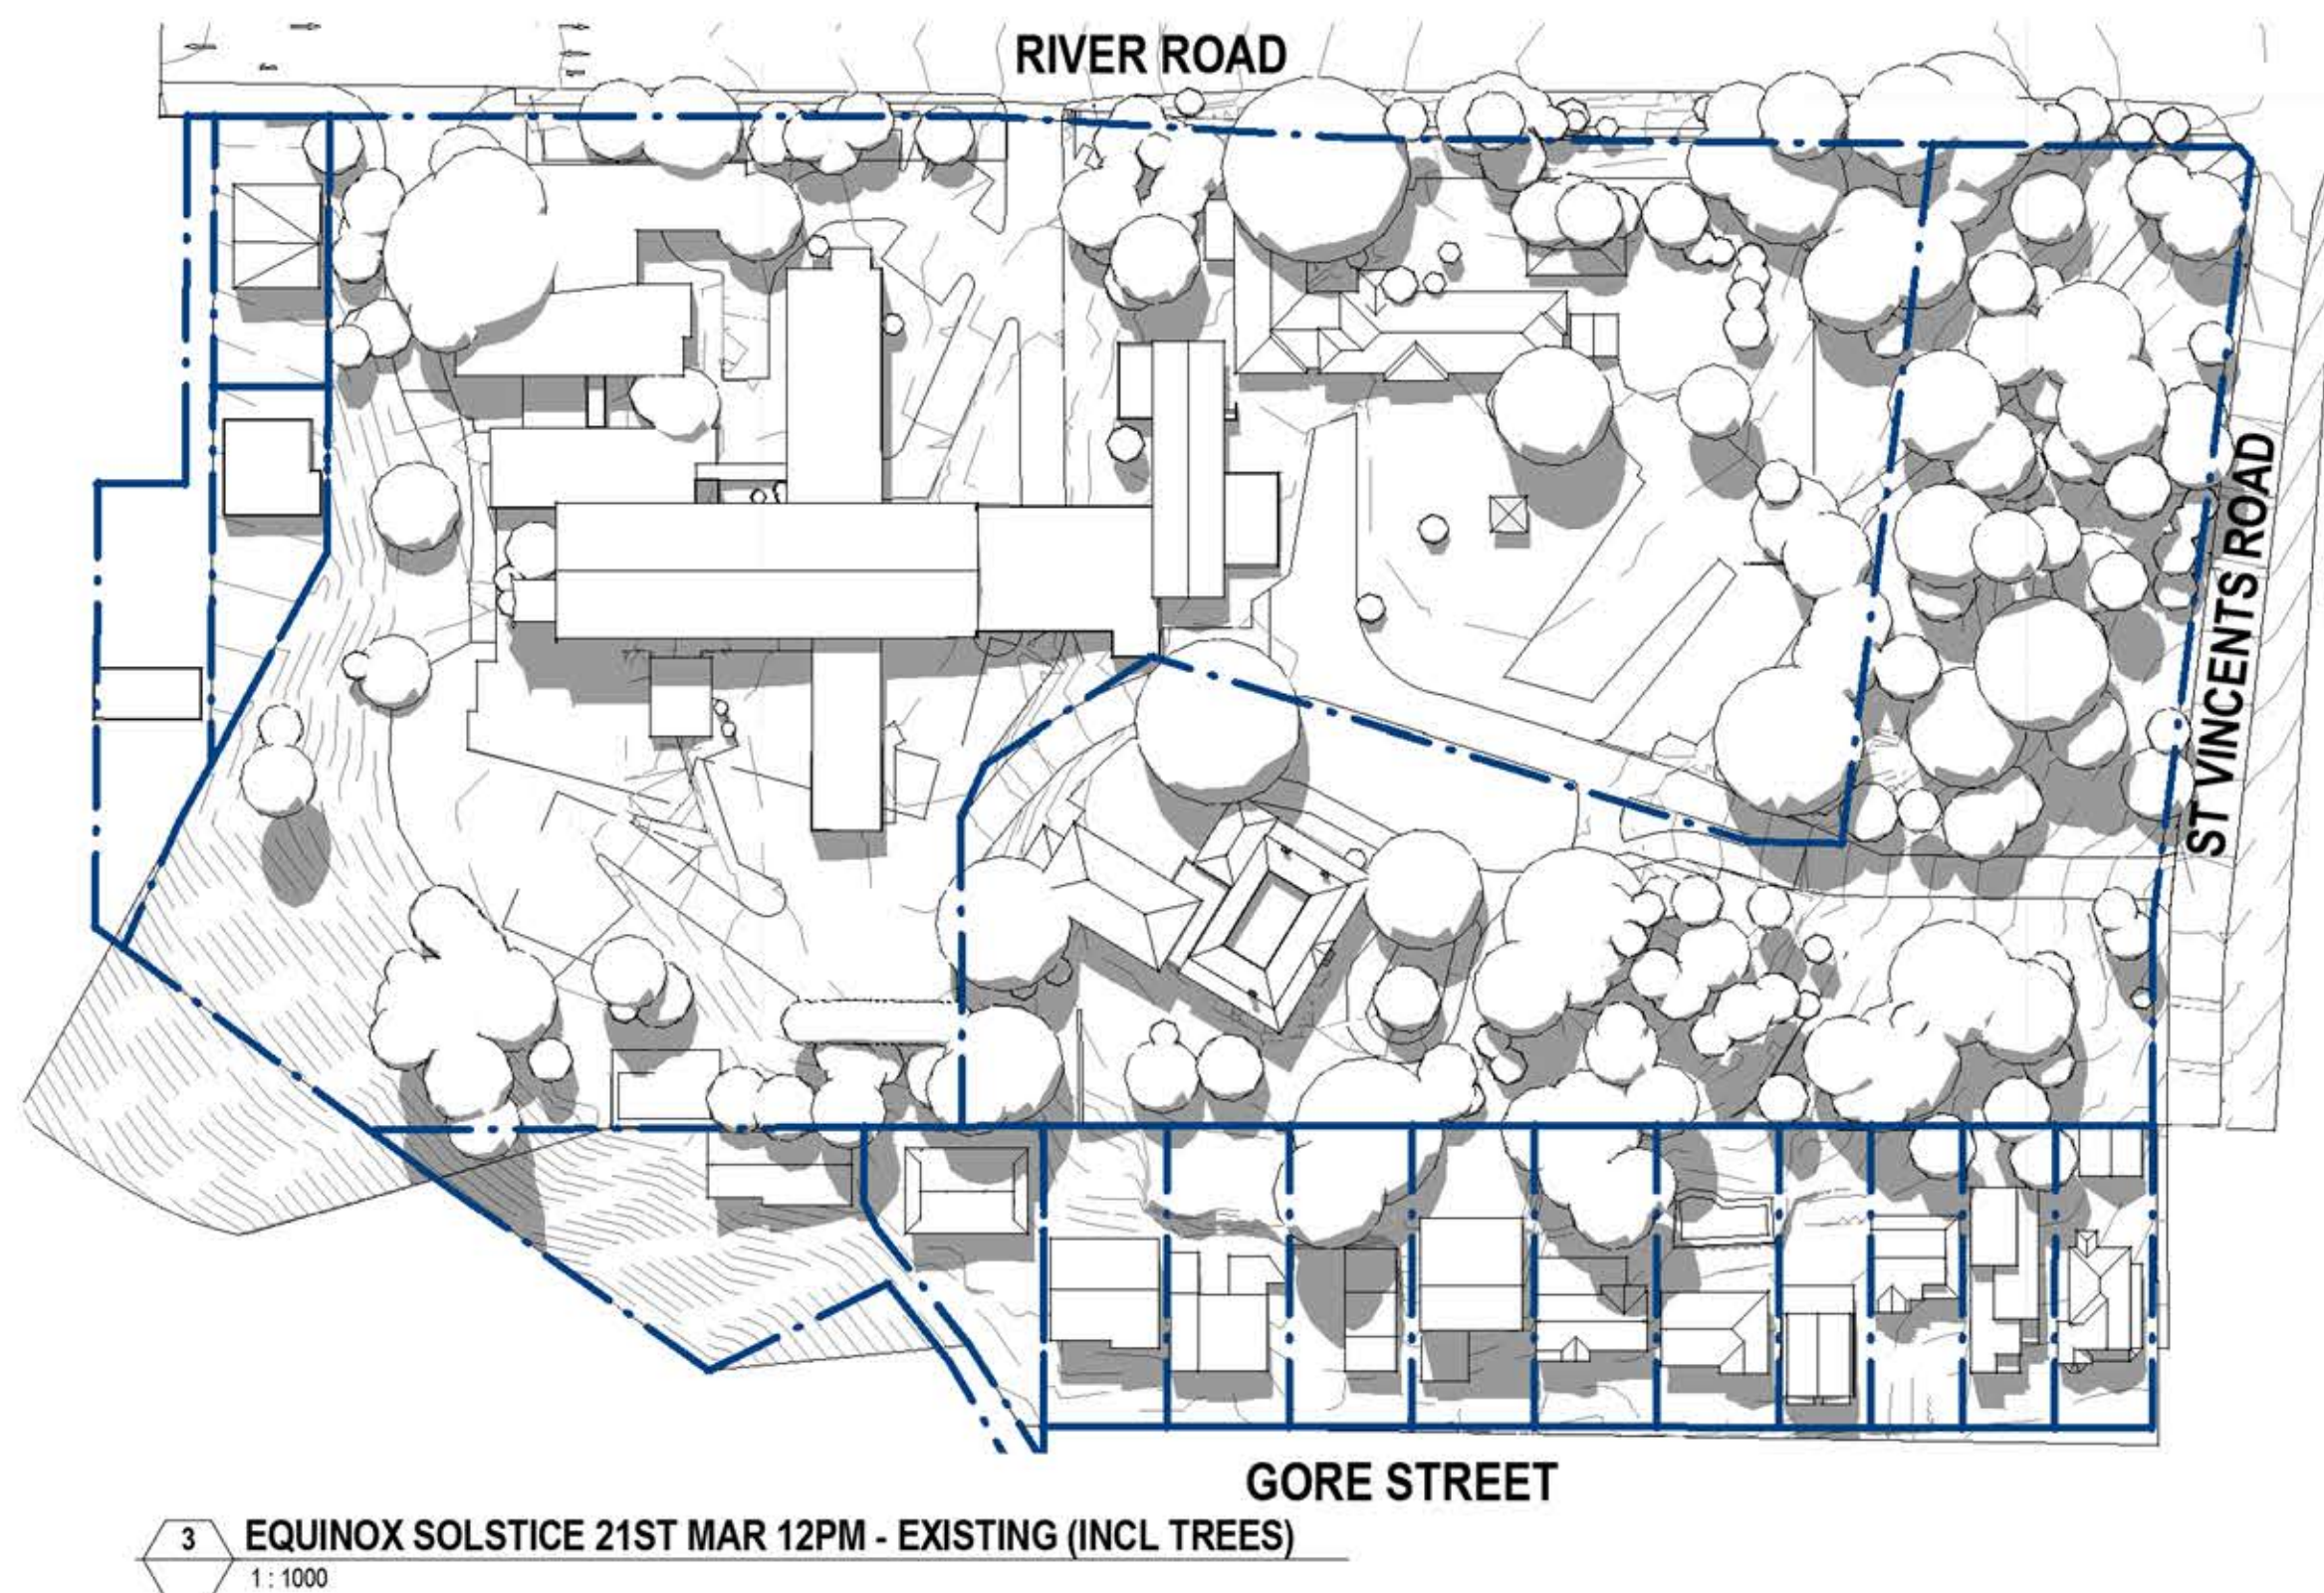 RIVER ROAD
ST VINCENTS ROAD
GORE STREET
3
EQUINOX SOLSTICE 21ST MAR 12PM - EXISTING (INCL TREES)
1 : 1000